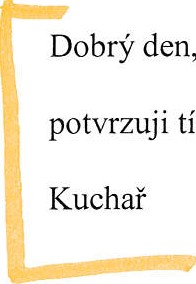 Dobrý den,
potvrzuji tí
Kuchař